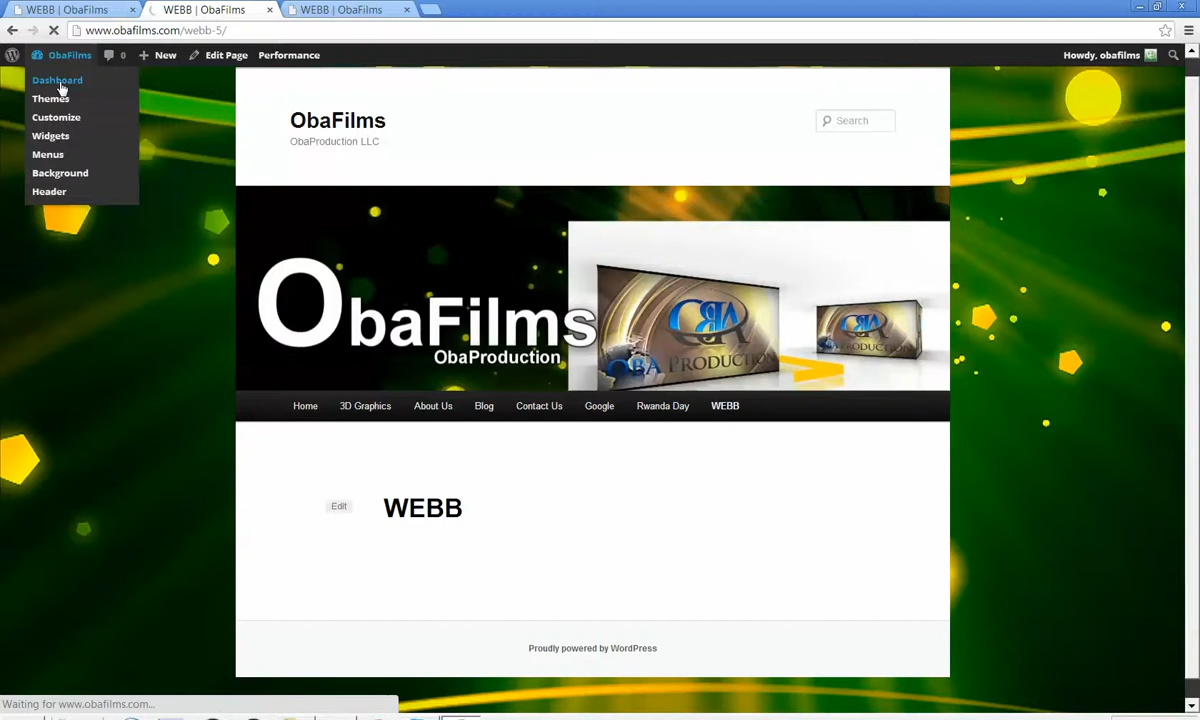 WEBB | ObaFilms × WEBB | ObaFilms × WEBB | ObaFilms ×
www.obafilms.com/webb-5/
ObaFilms 0 + New Edit Page Performance Howdy, obafilms
Dashboard
Themes
Customize
Widgets
Menus
Background
Header
ObaFilms
ObaProduction LLC
Search
ObaFilms
ObaProduction
OBA PRODUCTION
Home 3D Graphics About Us Blog Contact Us Google Rwanda Day WEBB
Edit WEBB
Proudly powered by WordPress
Waiting for www.obafilms.com...